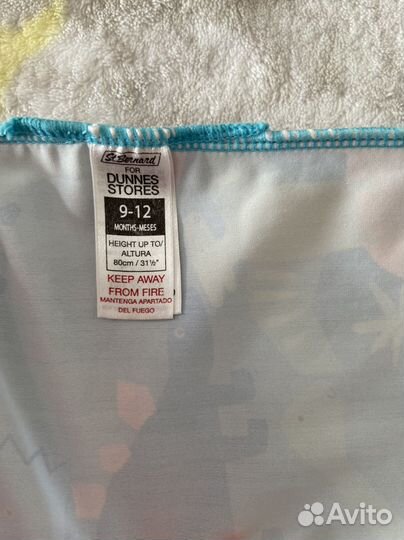 St. Bernard
FOR
DUNNES
STORES
9-12
MONTHS-MESES
HEIGHT UP TO/
ALTURA
80cm / 31½"
KEEP AWAY
FROM FIRE
MANTENGA APARTADO
DEL FUEGO
Avito